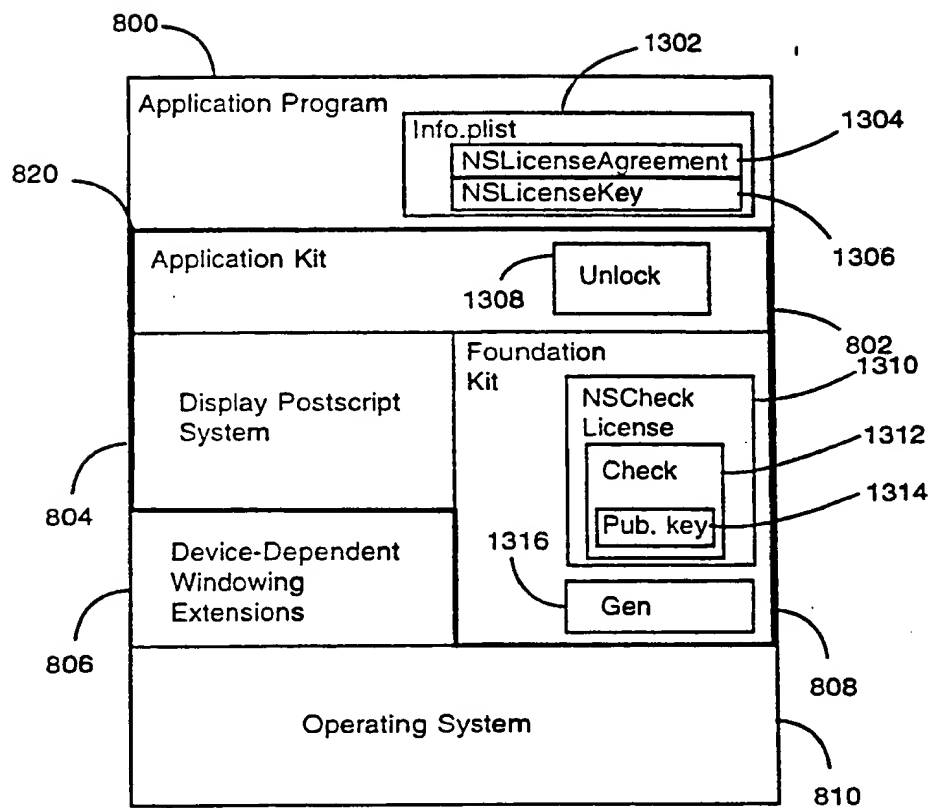 800
1302
Application Program
Info.plist
1304
NSLicenseAgreement
820
NSLicenseKey
1306
Application Kit
Unlock
1308
802
Foundation
Kit
1310
NSCheck
License
Display Postscript
System
1312
Check
1314
Pub. key
804
1316
Device-Dependent
Windowing
Extensions
Gen
806
808
Operating System
810